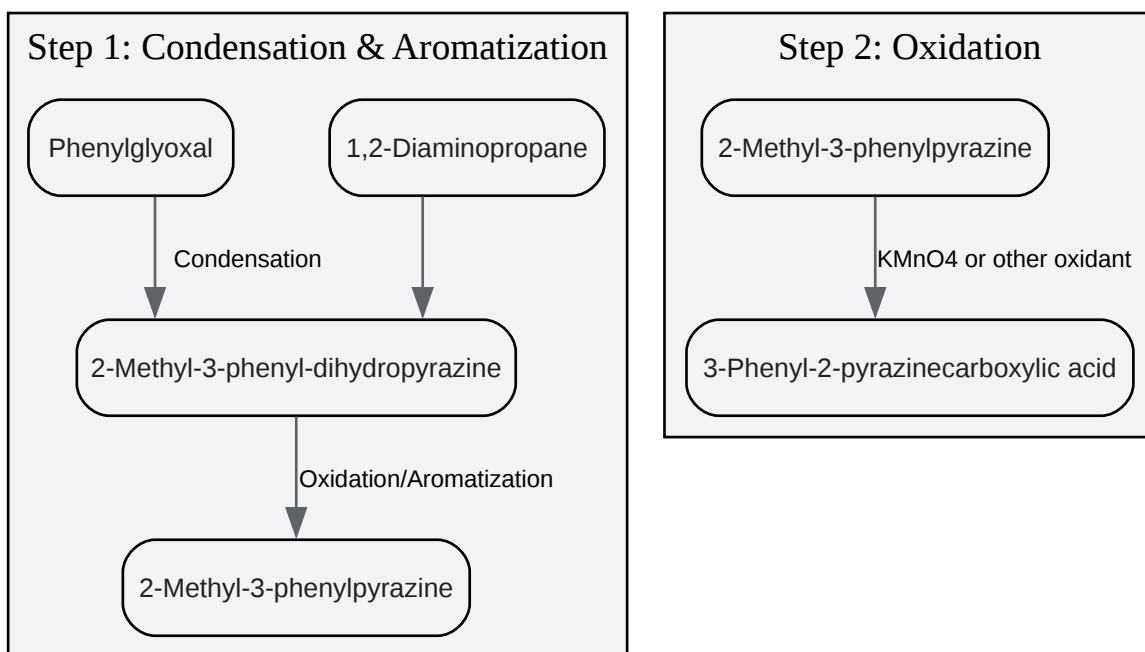 Step 1: Condensation & Aromatization
Phenylglyoxal
1,2-Diaminopropane
Condensation
2-Methyl-3-phenyl-dihydropyrazine
Oxidation/Aromatization
2-Methyl-3-phenylpyrazine
Step 2: Oxidation
2-Methyl-3-phenylpyrazine
KMnO4 or other oxidant
3-Phenyl-2-pyrazinecarboxylic acid